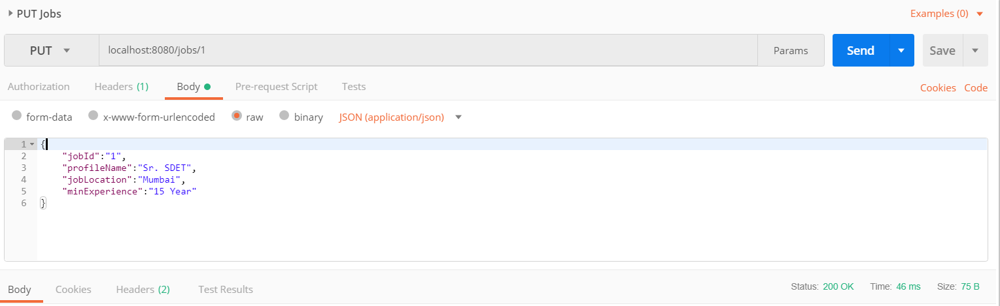 PUT Jobs Examples (0)
PUT localhost:8080/jobs/1 Params Send Save
Authorization Headers (1) Body Pre-request Script Tests Cookies Code
form-data x-www-form-urlencoded raw binary JSON (application/json)
1 {
2 "jobId":"1",
3 "profileName":"Sr. SDET",
4 "jobLocation":"Mumbai",
5 "minExperience":"15 Year"
6 }
Body Cookies Headers (2) Test Results Status: 200 OK Time: 46 ms Size: 75 B